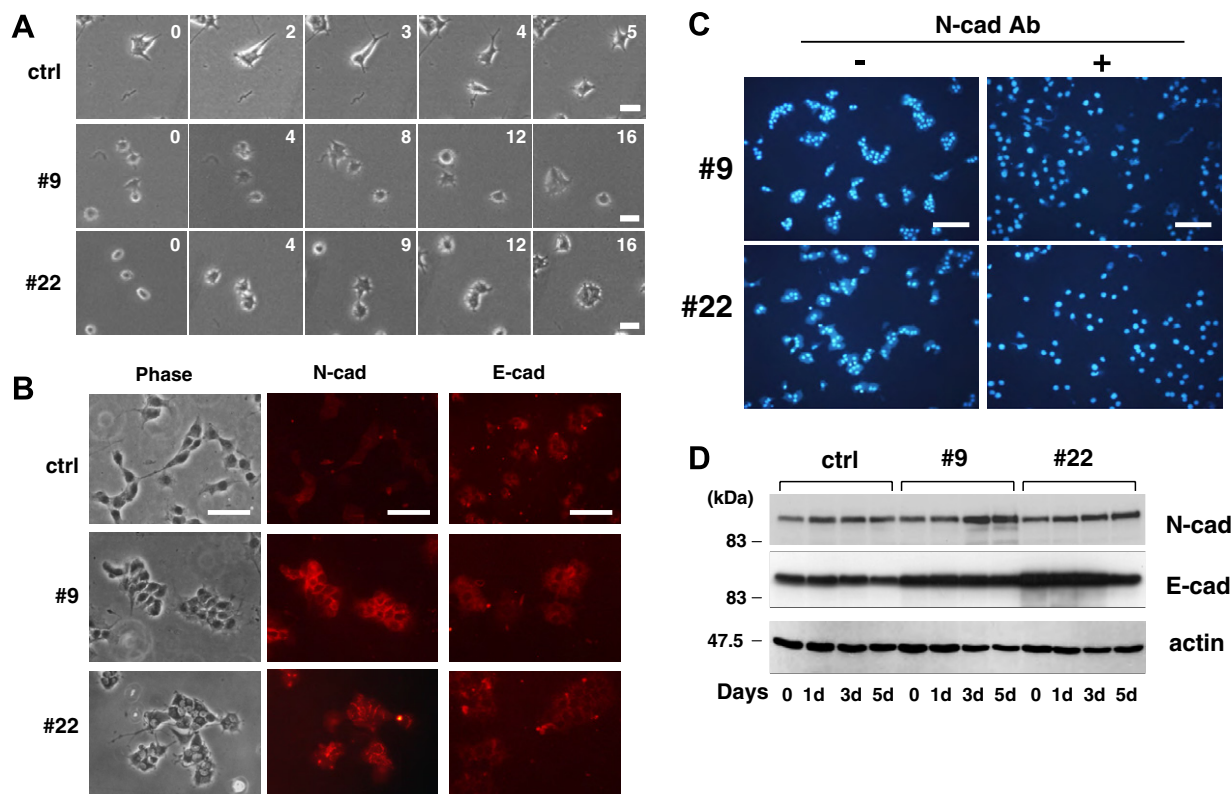 A
ctrl 0 2 3 4 5
#9 0 4 8 12 16
#22 0 4 9 12 16
B
Phase N-cad E-cad
ctrl
#9
#22
C
N-cad Ab
- +
#9
#22
D
ctrl #9 #22
(kDa)
N-cad
83 –
E-cad
83 –
47.5 – actin
Days 0 1d 3d 5d 0 1d 3d 5d 0 1d 3d 5d